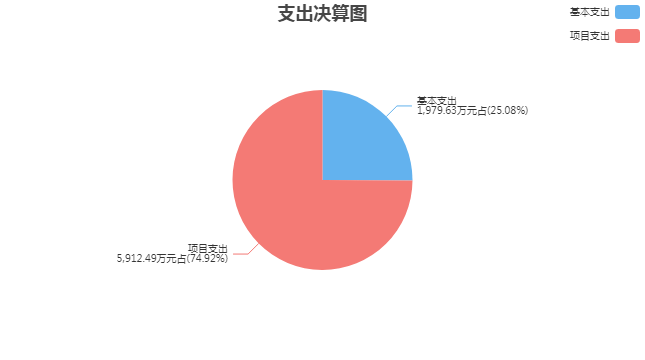 支出决算图
基本支出
项目支出
基本支出
1,979.63万元占(25.08%)
项目支出
5,912.49万元占(74.92%)